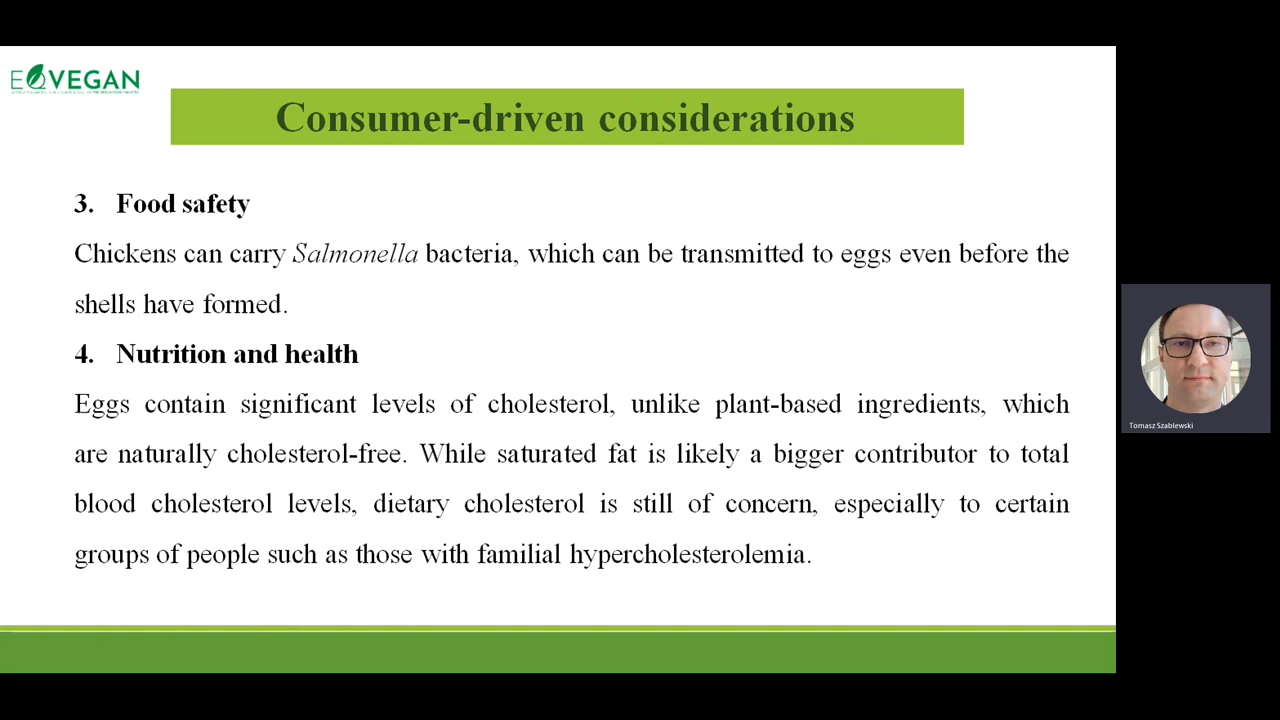 EQVEGAN
Consumer-driven considerations
3. Food safety
Chickens can carry Salmonella bacteria, which can be transmitted to eggs even before the
shells have formed.
4. Nutrition and health
Eggs contain significant levels of cholesterol, unlike plant-based ingredients, which
are naturally cholesterol-free. While saturated fat is likely a bigger contributor to total
blood cholesterol levels, dietary cholesterol is still of concern, especially to certain
groups of people such as those with familial hypercholesterolemia.
Tomasz Szablewski